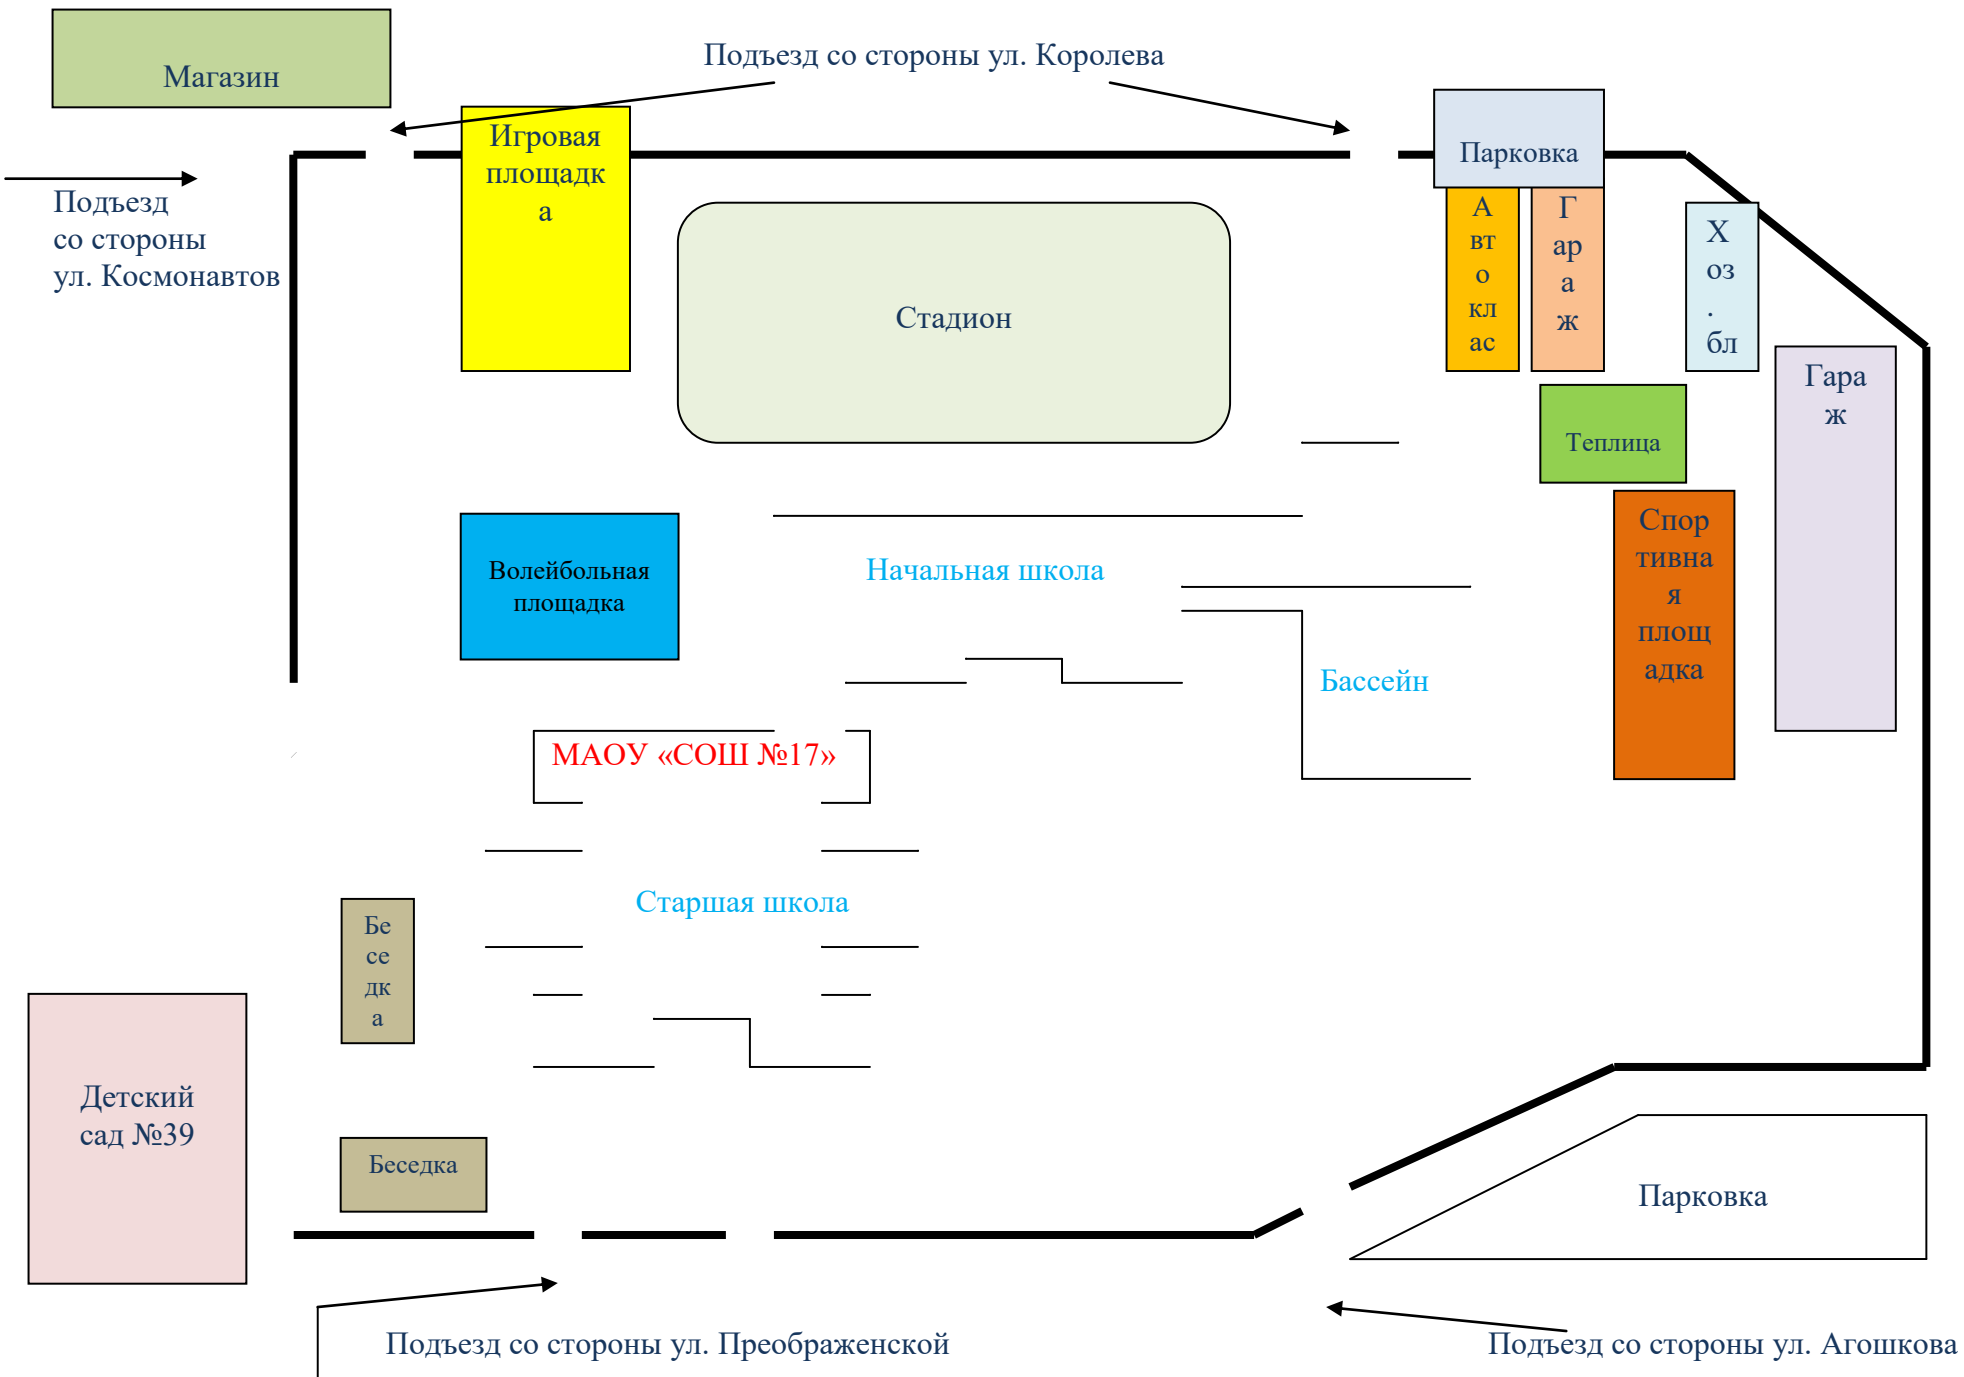 Магазин
Подъезд со стороны ул. Королева
Игровая
площадк
а
Парковка
Подъезд
со стороны
ул. Космонавтов
Стадион
А
вт
о
кл
ас
Г
ар
а
ж
Х
оз
.
бл
Гара
ж
Теплица
Волейбольная
площадка
Начальная школа
Спор
тивна
я
площ
адка
Бассейн
МАОУ «СОШ №17»
Старшая школа
Бе
се
дк
а
Детский
сад №39
Беседка
Парковка
Подъезд со стороны ул. Преображенской
Подъезд со стороны ул. Агошкова